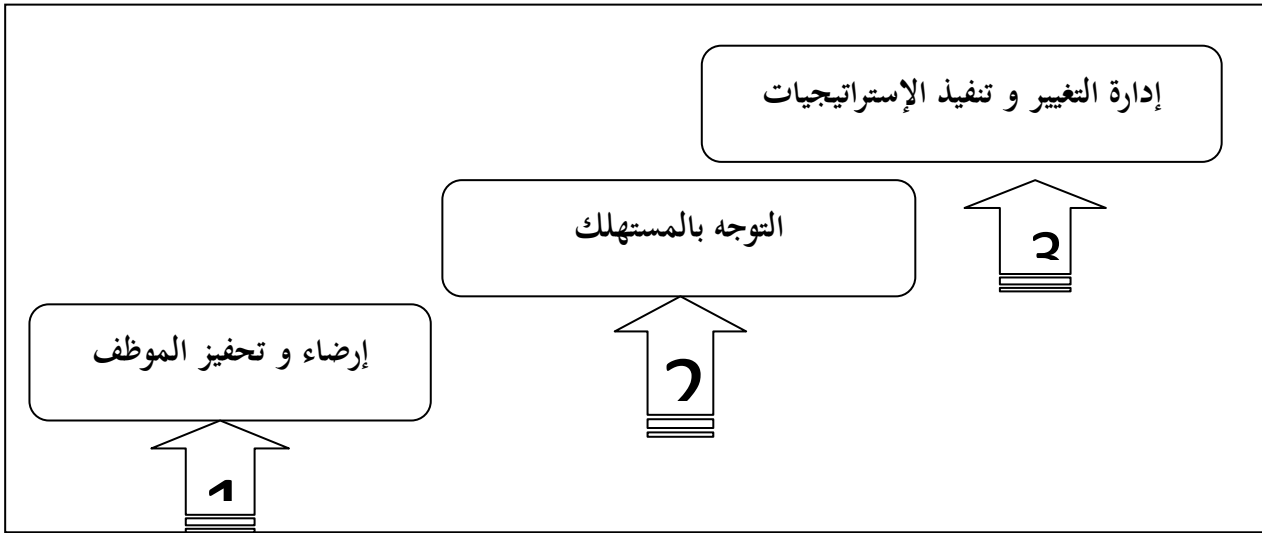 إدارة التغيير و تنفيذ الإستراتيجيات
3
التوجه بالمستهلك
2
إرضاء و تحفيز الموظف
1